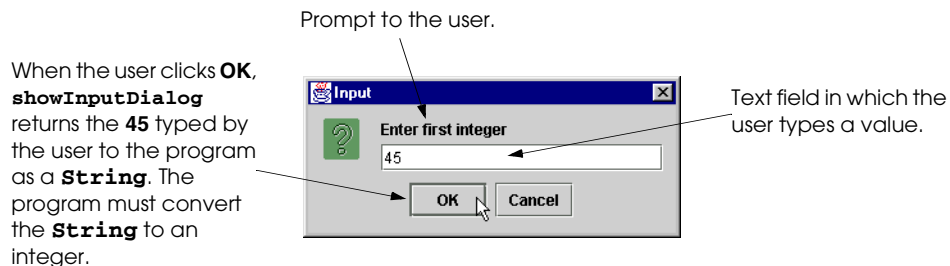 Prompt to the user.
When the user clicks OK,
showInputDialog
returns the 45 typed by
the user to the program
as a String. The
program must convert
the String to an
integer.
Input
Enter first integer
45
OK
Cancel
Text field in which the
user types a value.